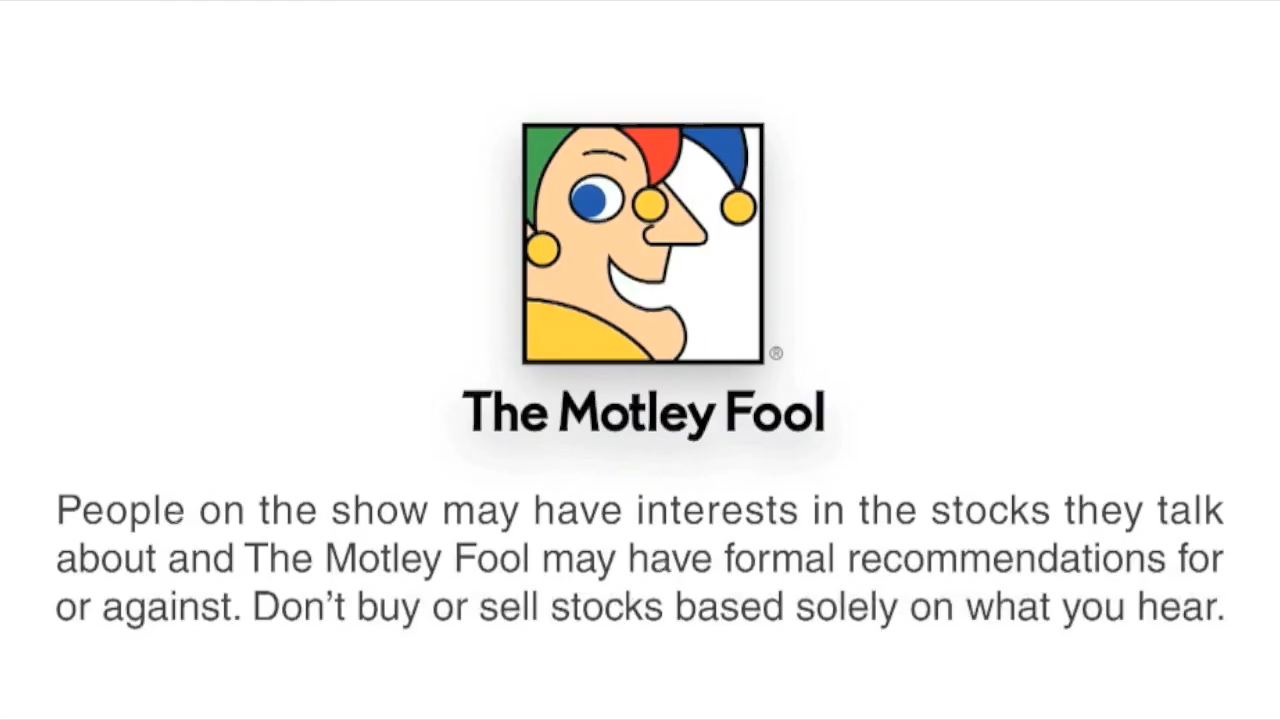 ®
The Motley Fool
People on the show may have interests in the stocks they talk
about and The Motley Fool may have formal recommendations for
or against. Don’t buy or sell stocks based solely on what you hear.